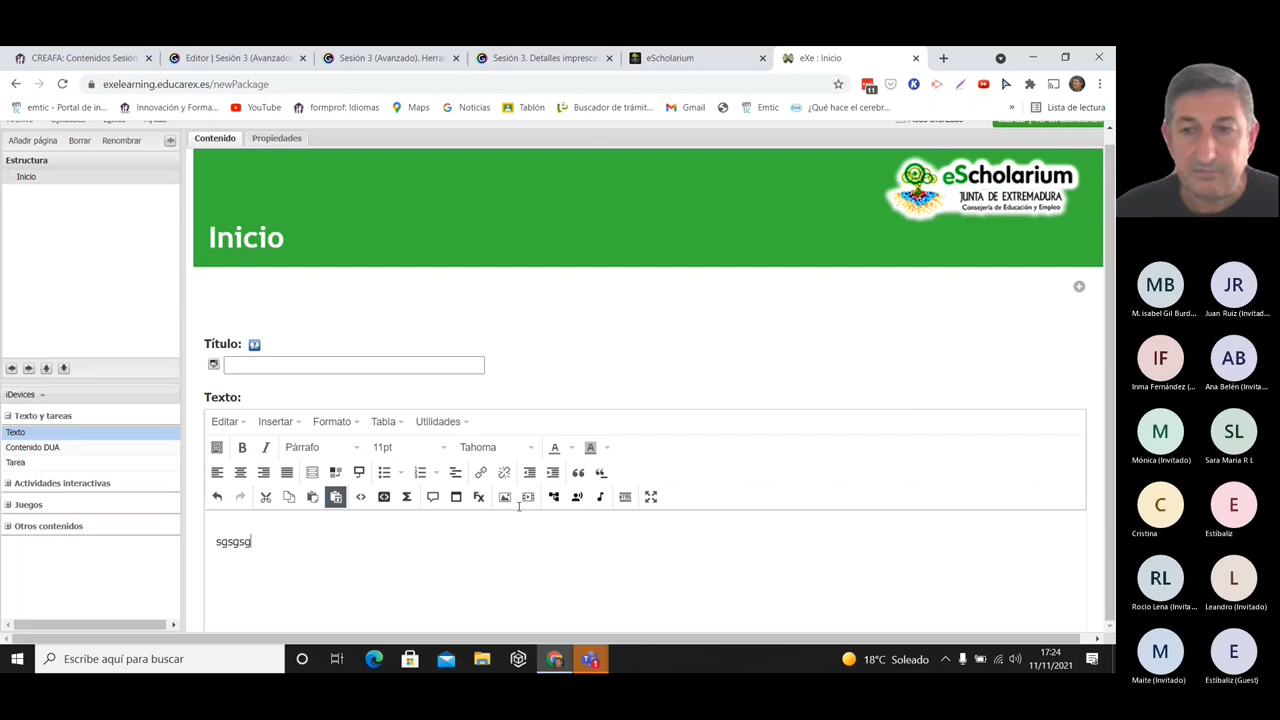 CREAFA: Contenidos Sesión
Editor | Sesión 3 (Avanzado)
Sesión 3 (Avanzado). Herra
Sesión 3. Detalles imprescin
eScholarium
eXe : Inicio
exelearning.educarex.es/newPackage
11
emtic - Portal de in...
Innovación y Forma...
YouTube
formprof: Idiomas
Maps
Noticias
Tablón
Buscador de trámit...
Gmail
Emtic
¿Qué hace el cerebr...
»
Lista de lectura
Añadir página
Borrar
Renombrar
Contenido
Propiedades
Estructura
Inicio
eScholarium
JUNTA DE EXTREMADURA
Consejería de Educación y Empleo
Inicio
Título:
Texto:
Editar
Insertar
Formato
Tabla
Utilidades
Párrafo
11pt
Tahoma
sgsgsg
iDevices
Texto y tareas
Texto
Contenido DUA
Tarea
Actividades interactivas
Juegos
Otros contenidos
MB
M. isabel Gil Burd...
JR
Juan Ruiz (Invitad...
IF
Inma Fernández (...
AB
Ana Belén (Invita...
M
Mónica (Invitado)
SL
Sara Maria R L
C
Cristina
E
Estíbaliz
RL
Rocio Lena (Invita...
L
Leandro (Invitado)
M
Maite (Invitado)
E
Estíbaliz (Guest)
Escribe aquí para buscar
18°C Soleado
17:24
11/11/2021